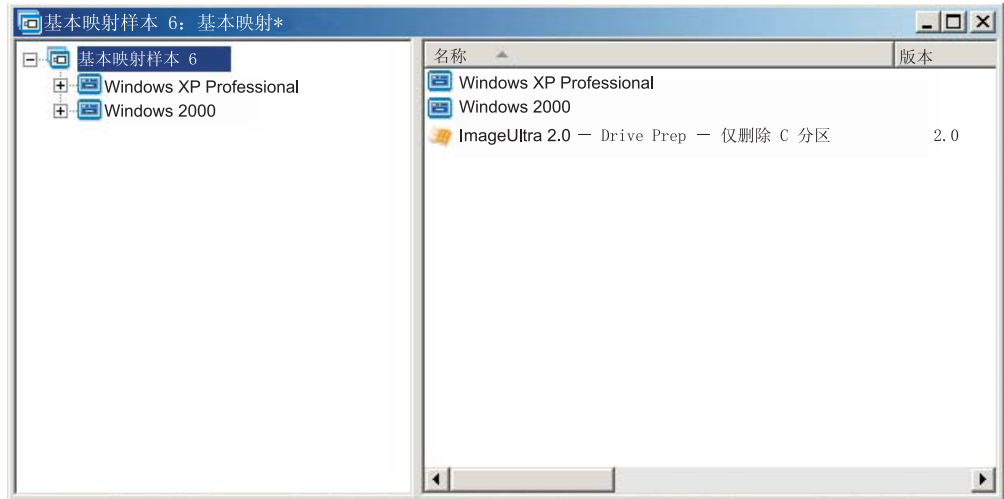 基本映射样本 6: 基本映射*
基本映射样本 6
Windows XP Professional
Windows 2000
名称 版本
Windows XP Professional
Windows 2000
ImageUltra 2.0 — Drive Prep — 仅删除 C 分区 2.0